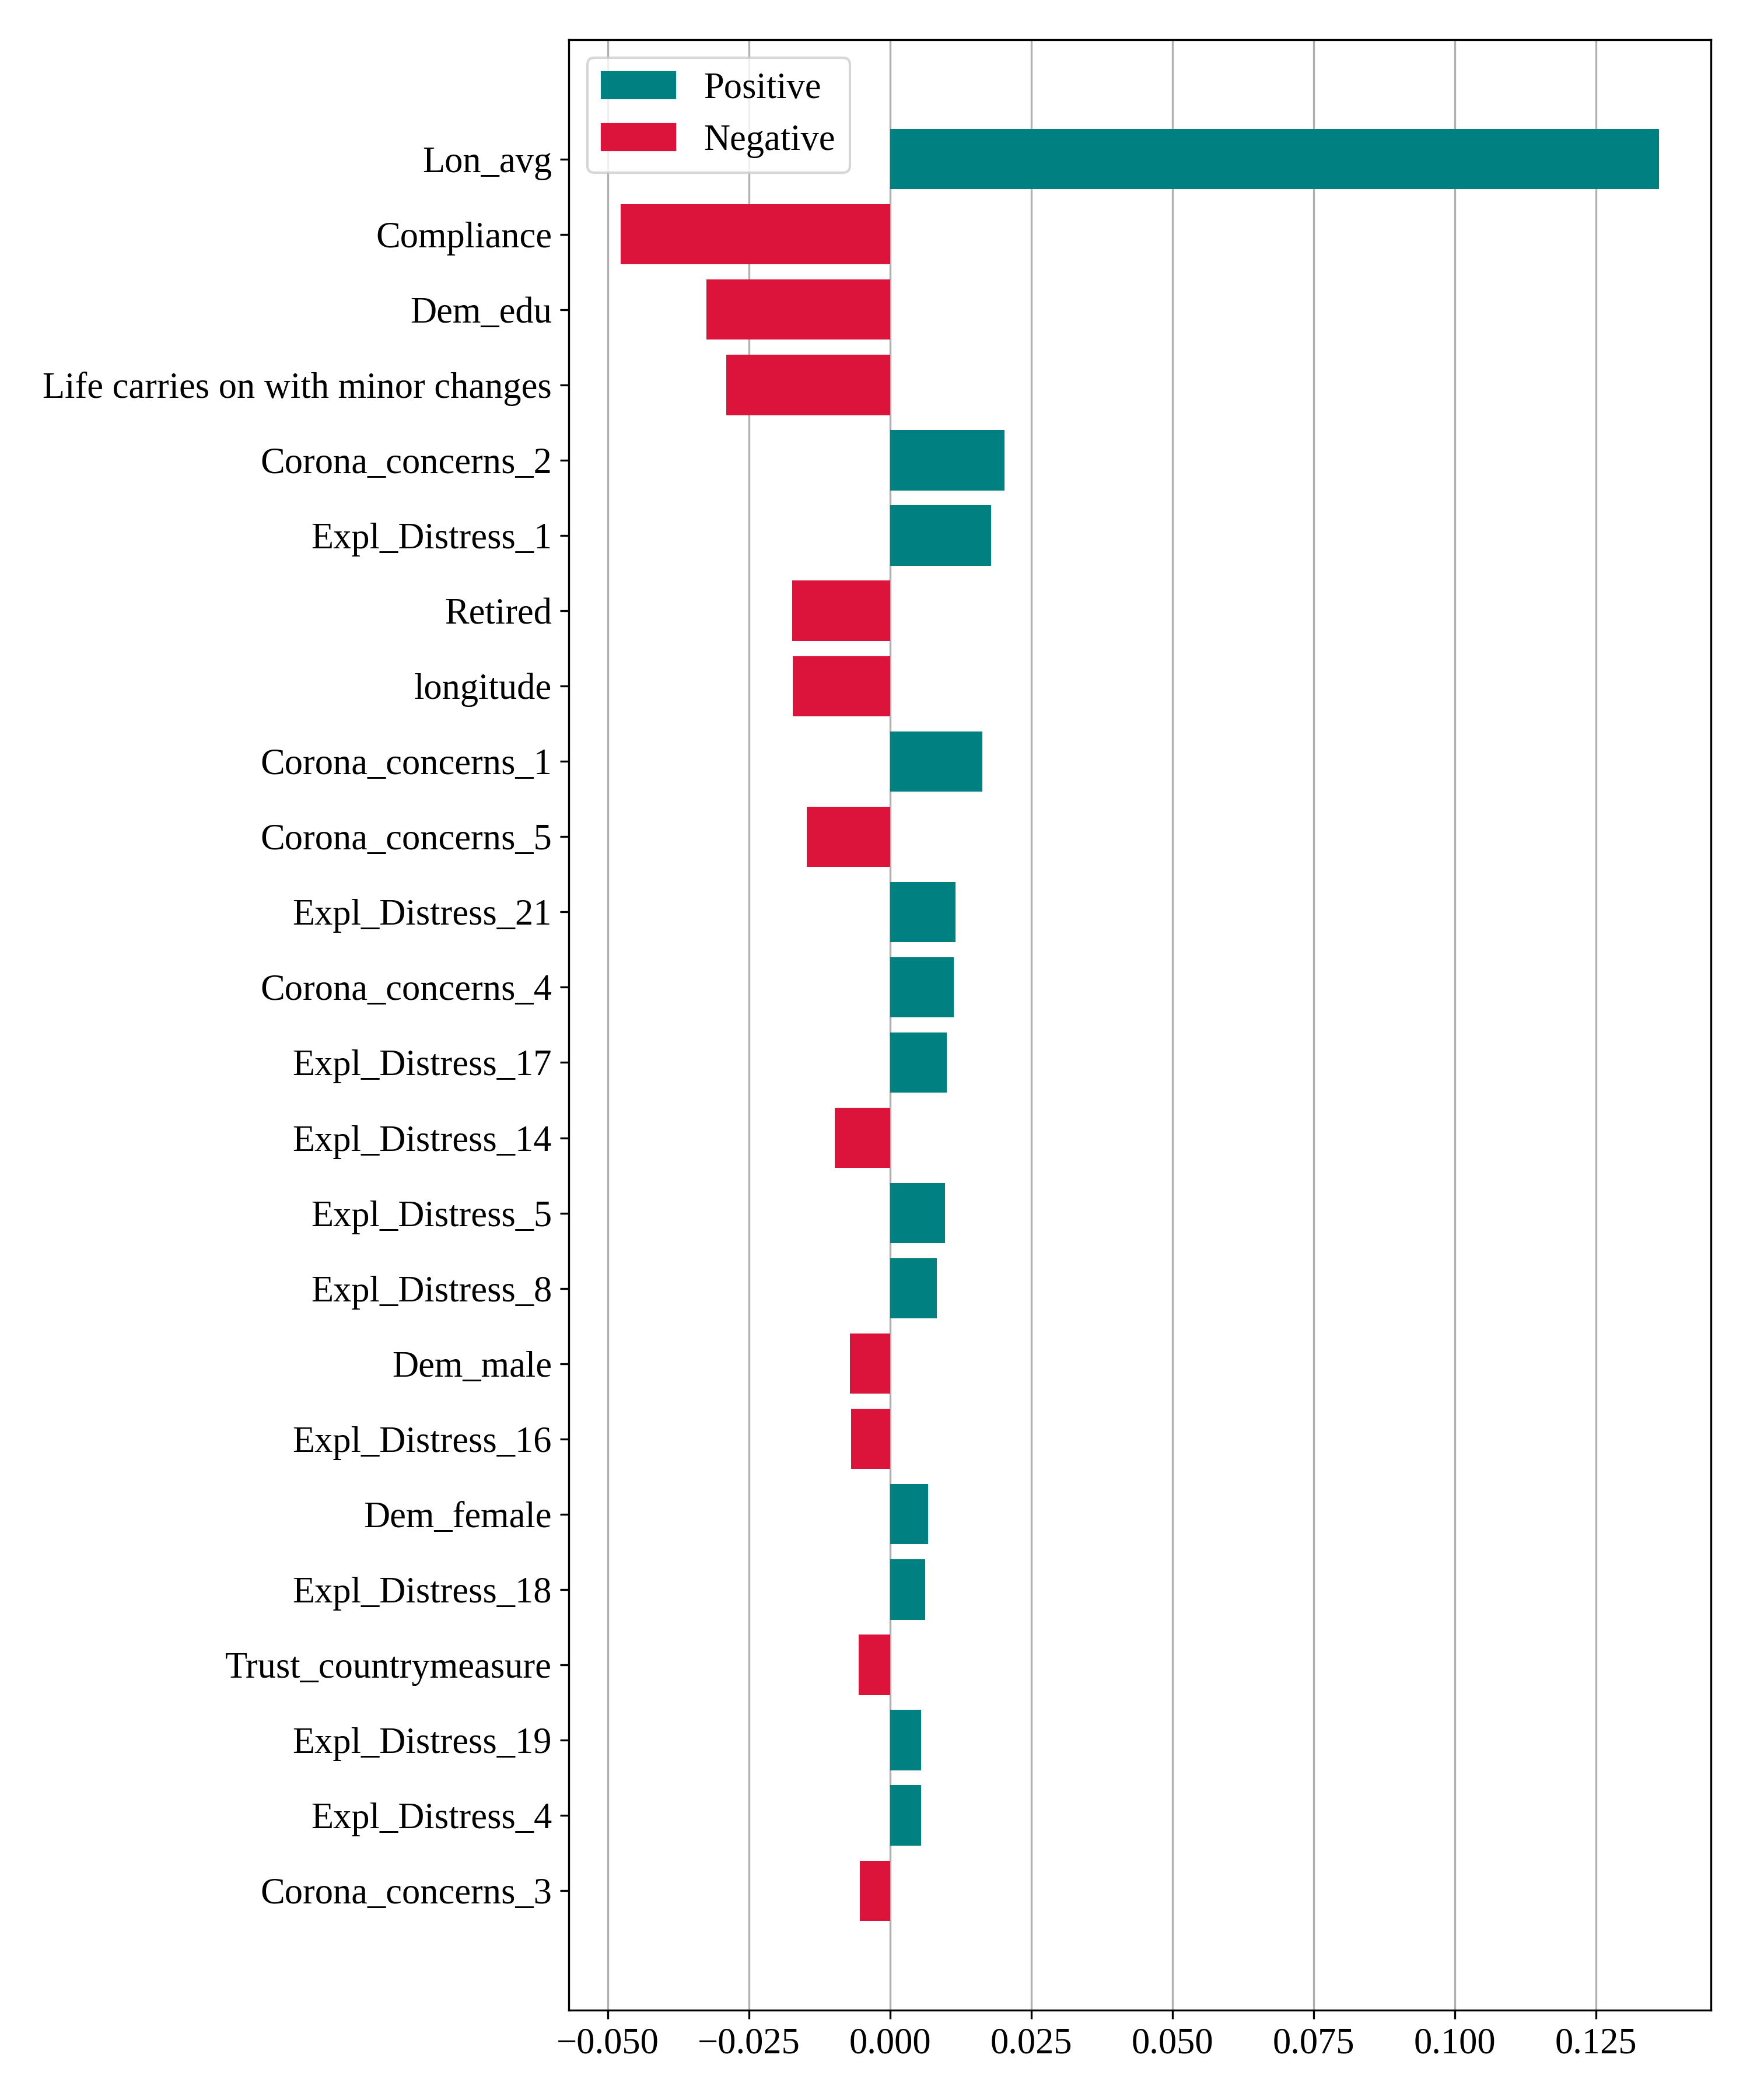 Positive
Negative
Lon_avg
Compliance
Dem_edu
Life carries on with minor changes
Corona_concerns_2
Expl_Distress_1
Retired
longitude
Corona_concerns_1
Corona_concerns_5
Expl_Distress_21
Corona_concerns_4
Expl_Distress_17
Expl_Distress_14
Expl_Distress_5
Expl_Distress_8
Dem_male
Expl_Distress_16
Dem_female
Expl_Distress_18
Trust_countrymeasure
Expl_Distress_19
Expl_Distress_4
Corona_concerns_3
−0.050 −0.025 0.000 0.025 0.050 0.075 0.100 0.125